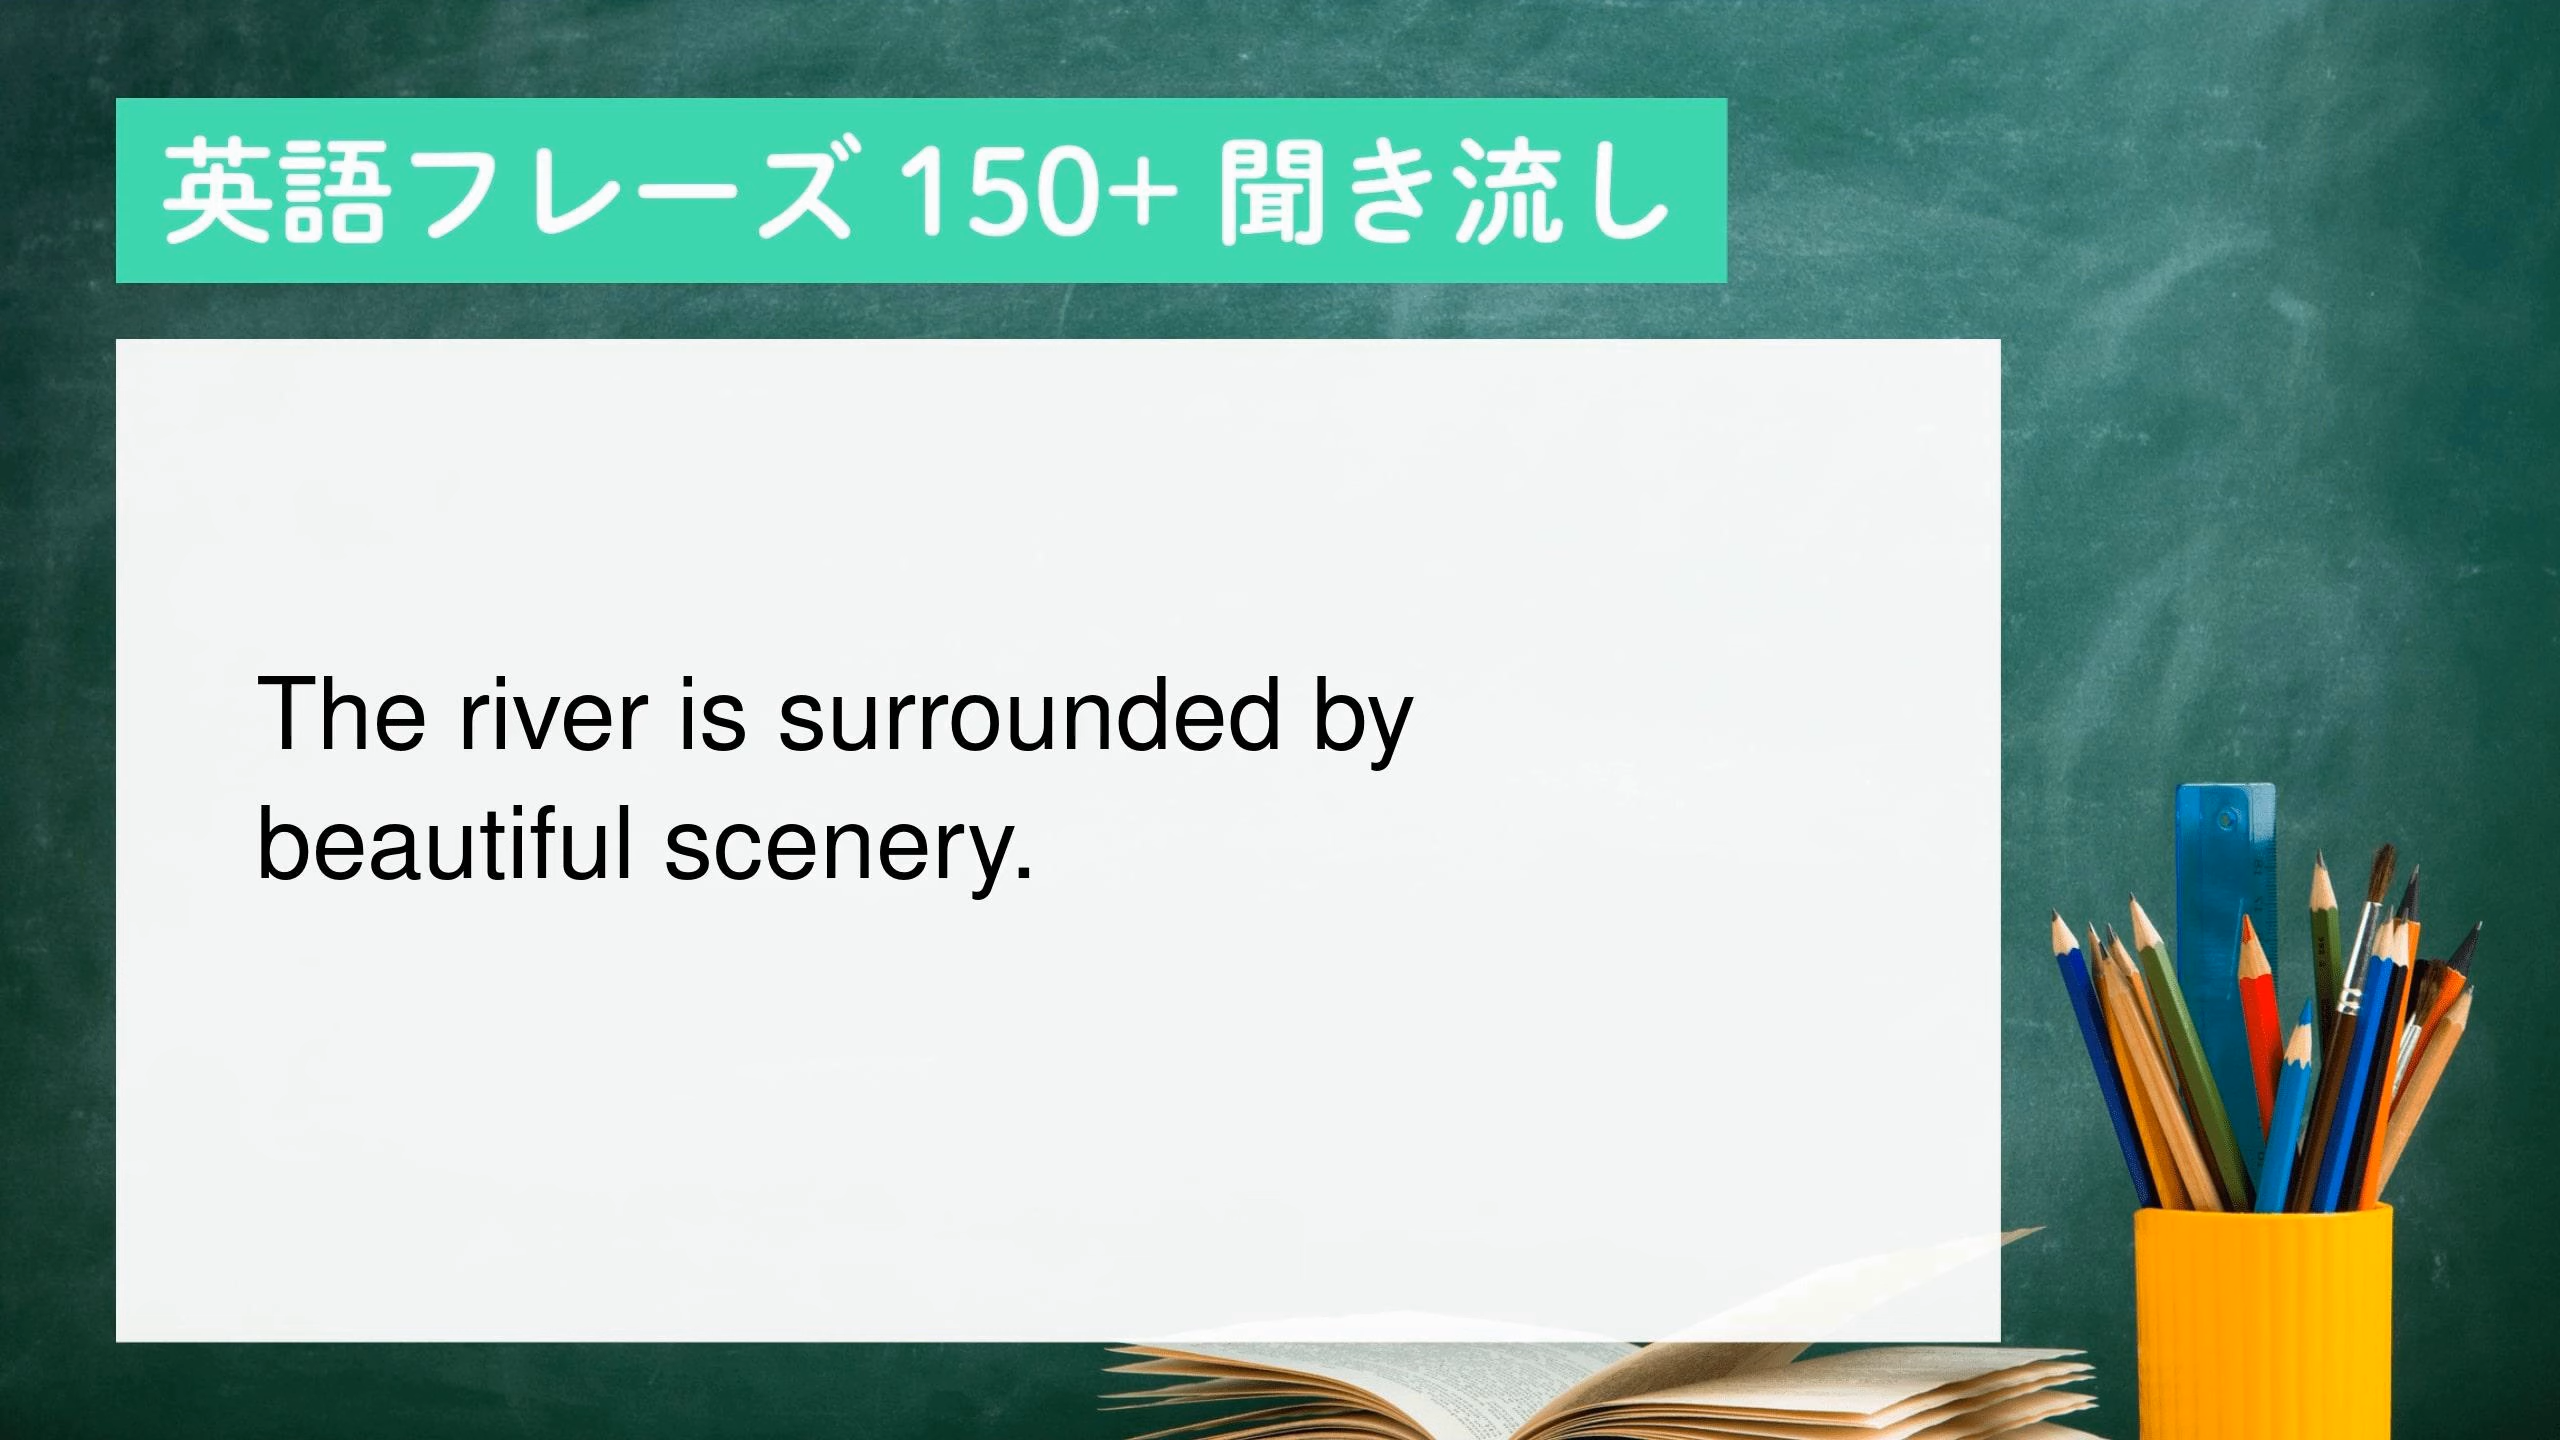 英語フレーズ 150+ 聞き流し
The river is surrounded by
beautiful scenery.